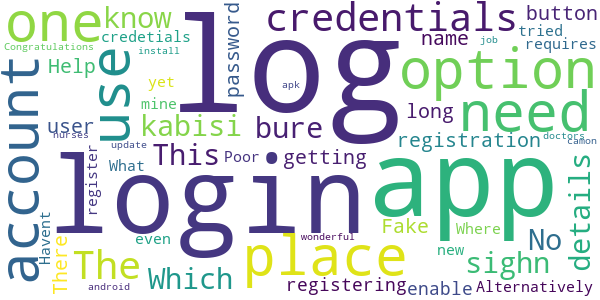 one
know
credentials
button
Congratulations
credetials
install
log
name
tried
requires
Help
password
option
yet
apk
job
account
use
mine
kabisi
bure
long
need
user
This
registration
update
nurses
register
What
Poor
getting
doctors
camon
login
app
details
Havent
There
The
even
Which
place
Fake
Where
No
wonderful
new
sighn
android
registering
enable
Alternatively